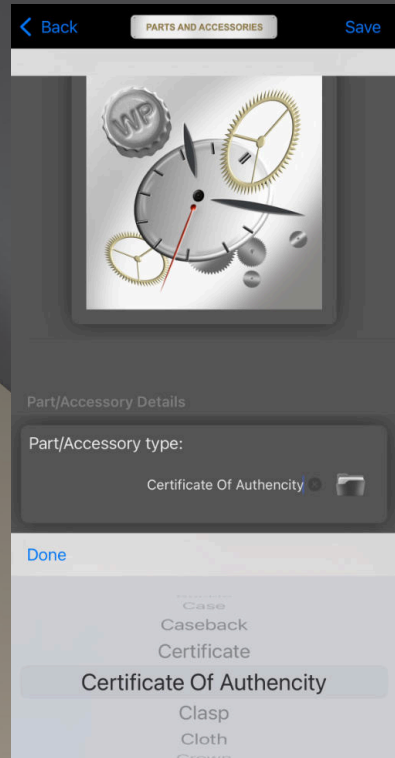 Back
PARTS AND ACCESSORIES
Save
WP
Part/Accessory Details
Part/Accessory type:
Certificate Of Authencity
Done
Case
Caseback
Certificate
Certificate Of Authencity
Clasp
Cloth
Crown